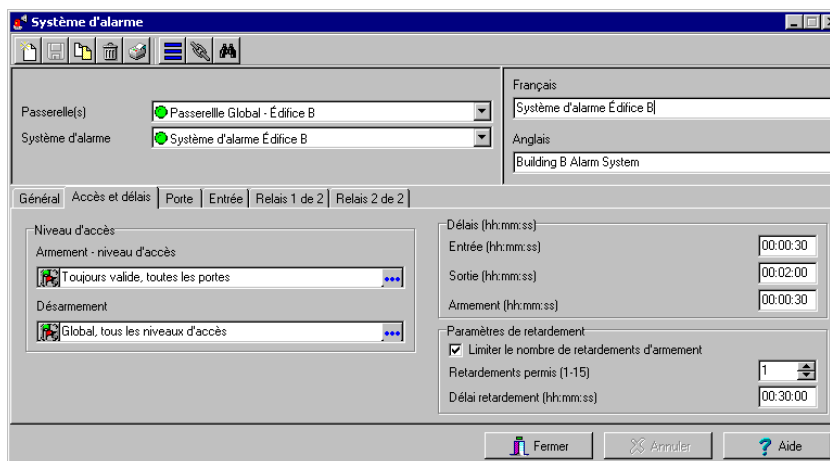 Système d'alarme
Passerelle(s)
Passerellle Global - Édifice B
Système d'alarme
Système d'alarme Édifice B
Français
Système d'alarme Édifice B
Anglais
Building B Alarm System
Général
Accès et délais
Porte
Entrée
Relais 1 de 2
Relais 2 de 2
Niveau d'accès
Armement - niveau d'accès
Toujours valide, toutes les portes
Désarmement
Global, tous les niveaux d'accès
Délais (hh:mm:ss)
Entrée (hh:mm:ss) 00:00:30
Sortie (hh:mm:ss) 00:02:00
Armement (hh:mm:ss) 00:00:30
Paramètres de retardement
Limiter le nombre de retardements d'armement
Retardements permis (1-15) 1
Délai retardement (hh:mm:ss) 00:30:00
Fermer
Annuler
Aide